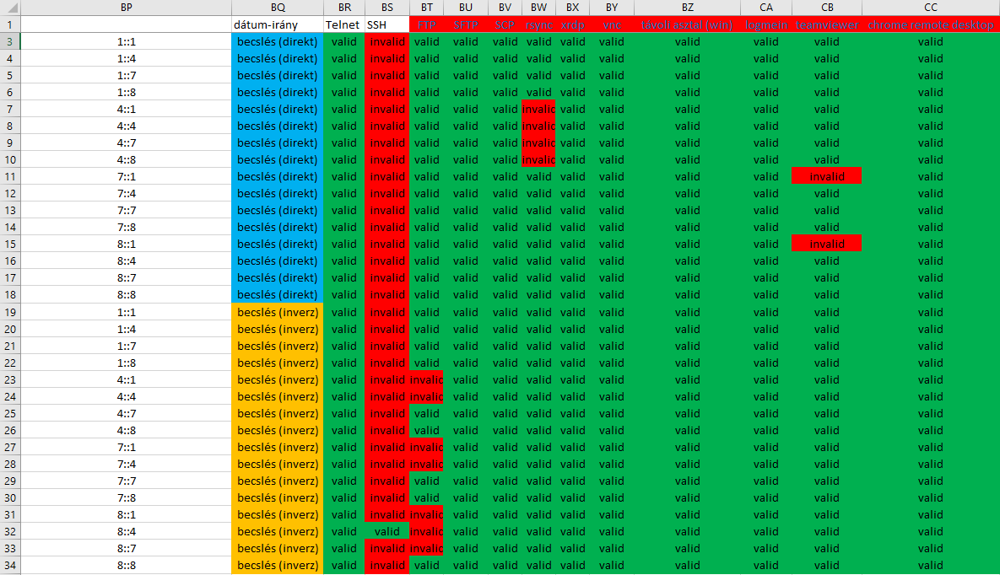 BP BQ BR BS BT BU BV BW BX BY BZ CA CB CC
1 dátum-irány Telnet SSH FTP SFTP SCP rsync xrdp vnc távoli asztal (win) logmein teamviewer chrome remote desktop
3 1::1 becslés (direkt) valid invalid valid valid valid valid valid valid valid valid valid valid
4 1::4 becslés (direkt) valid invalid valid valid valid valid valid valid valid valid valid valid
5 1::7 becslés (direkt) valid invalid valid valid valid valid valid valid valid valid valid valid
6 1::8 becslés (direkt) valid invalid valid valid valid valid valid valid valid valid valid valid
7 4::1 becslés (direkt) valid invalid valid valid valid invalid valid valid valid valid valid valid
8 4::4 becslés (direkt) valid invalid valid valid valid invalid valid valid valid valid valid valid
9 4::7 becslés (direkt) valid invalid valid valid valid invalid valid valid valid valid valid valid
10 4::8 becslés (direkt) valid invalid valid valid valid invalid valid valid valid valid valid valid
11 7::1 becslés (direkt) valid invalid valid valid valid valid valid valid valid valid invalid valid
12 7::4 becslés (direkt) valid invalid valid valid valid valid valid valid valid valid valid valid
13 7::7 becslés (direkt) valid invalid valid valid valid valid valid valid valid valid valid valid
14 7::8 becslés (direkt) valid invalid valid valid valid valid valid valid valid valid valid valid
15 8::1 becslés (direkt) valid invalid valid valid valid valid valid valid valid valid invalid valid
16 8::4 becslés (direkt) valid invalid valid valid valid valid valid valid valid valid valid valid
17 8::7 becslés (direkt) valid invalid valid valid valid valid valid valid valid valid valid valid
18 8::8 becslés (direkt) valid invalid valid valid valid valid valid valid valid valid valid valid
19 1::1 becslés (inverz) valid invalid valid valid valid valid valid valid valid valid valid valid
20 1::4 becslés (inverz) valid invalid valid valid valid valid valid valid valid valid valid valid
21 1::7 becslés (inverz) valid invalid valid valid valid valid valid valid valid valid valid valid
22 1::8 becslés (inverz) valid invalid valid valid valid valid valid valid valid valid valid valid
23 4::1 becslés (inverz) valid invalid invalid valid valid valid valid valid valid valid valid valid
24 4::4 becslés (inverz) valid invalid invalid valid valid valid valid valid valid valid valid valid
25 4::7 becslés (inverz) valid invalid valid valid valid valid valid valid valid valid valid valid
26 4::8 becslés (inverz) valid invalid valid valid valid valid valid valid valid valid valid valid
27 7::1 becslés (inverz) valid invalid invalid valid valid valid valid valid valid valid valid valid
28 7::4 becslés (inverz) valid invalid invalid valid valid valid valid valid valid valid valid valid
29 7::7 becslés (inverz) valid invalid valid valid valid valid valid valid valid valid valid valid
30 7::8 becslés (inverz) valid invalid valid valid valid valid valid valid valid valid valid valid
31 8::1 becslés (inverz) valid invalid invalid valid valid valid valid valid valid valid valid valid
32 8::4 becslés (inverz) valid valid invalid valid valid valid valid valid valid valid valid valid
33 8::7 becslés (inverz) valid invalid invalid valid valid valid valid valid valid valid valid valid
34 8::8 becslés (inverz) valid invalid valid valid valid valid valid valid valid valid valid valid